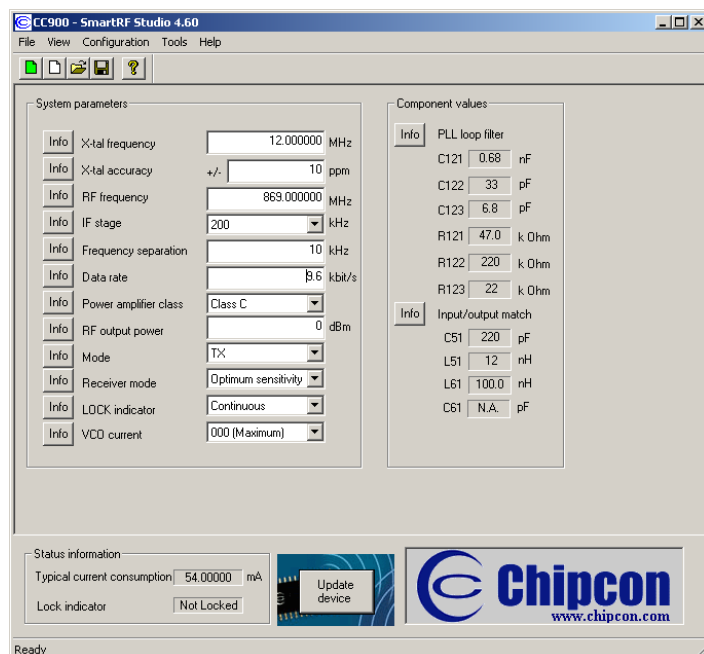 CC900 - SmartRF Studio 4.60
File View Configuration Tools Help
System parameters
Info X-tal frequency 12.000000 MHz
Info X-tal accuracy +/- 10 ppm
Info RF frequency 869.000000 MHz
Info IF stage 200 kHz
Info Frequency separation 10 kHz
Info Data rate 9.6 kbit/s
Info Power amplifier class Class C
Info RF output power 0 dBm
Info Mode TX
Info Receiver mode Optimum sensitivity
Info LOCK indicator Continuous
Info VCO current 000 (Maximum)
Component values
Info PLL loop filter
C121 0.68 nF
C122 33 pF
C123 6.8 pF
R121 47.0 k Ohm
R122 220 k Ohm
R123 22 k Ohm
Info Input/output match
C51 220 pF
L51 12 nH
L61 100.0 nH
C61 N.A. pF
Status information
Typical current consumption 54.00000 mA
Lock indicator Not Locked
Update
device
Chipcon
www.chipcon.com
Ready